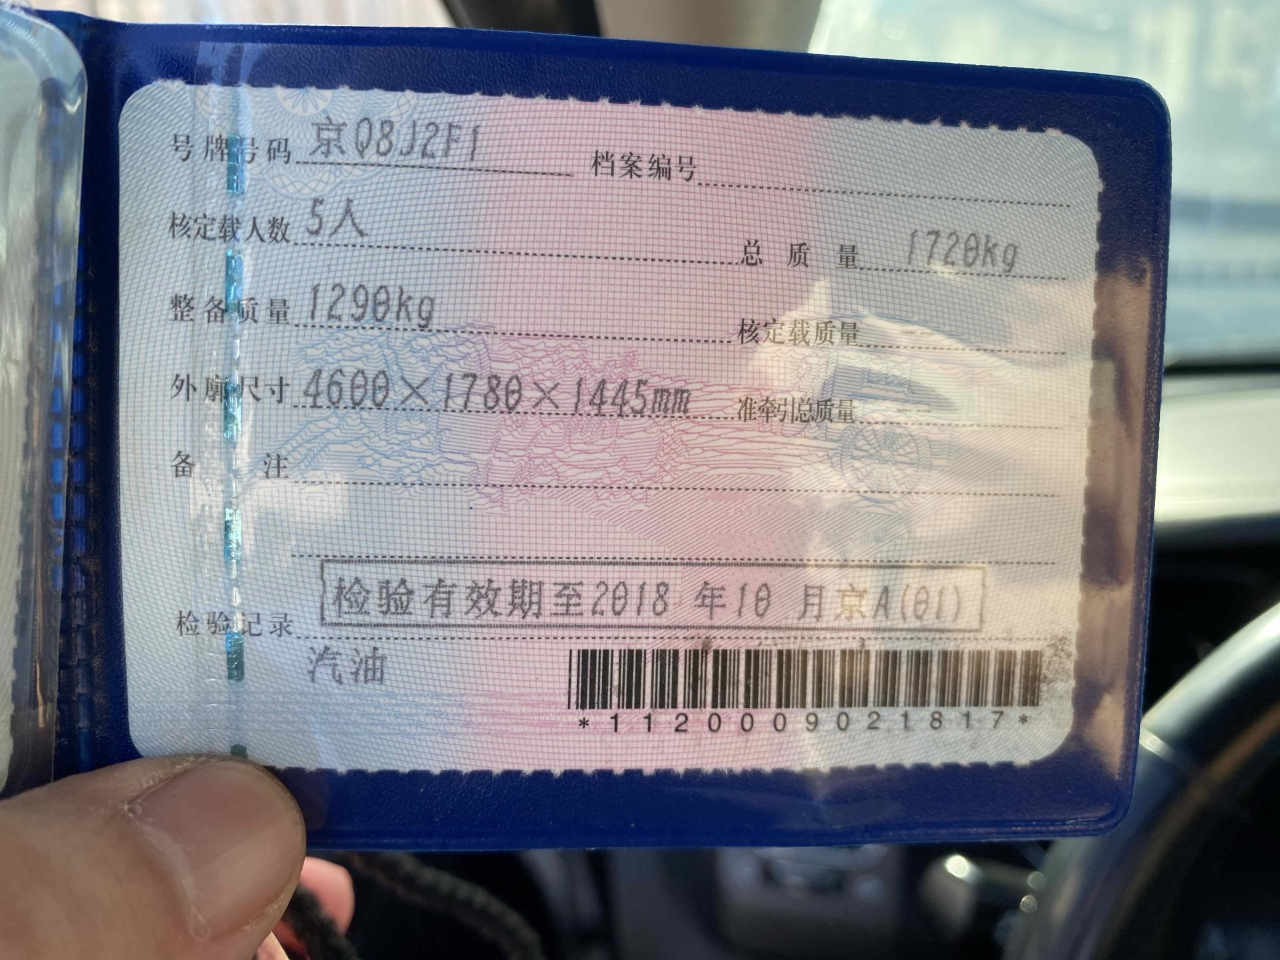 号牌号码 京Q8J2F1 档案编号
核定载人数 5人 总质量 1720kg
整备质量 1290kg 核定载质量
外廓尺寸 4600×1780×1445mm 准牵引总质量 --
备注
检验记录 检验有效期至2018 年10 月京A(01)
汽油
*1120009021817*